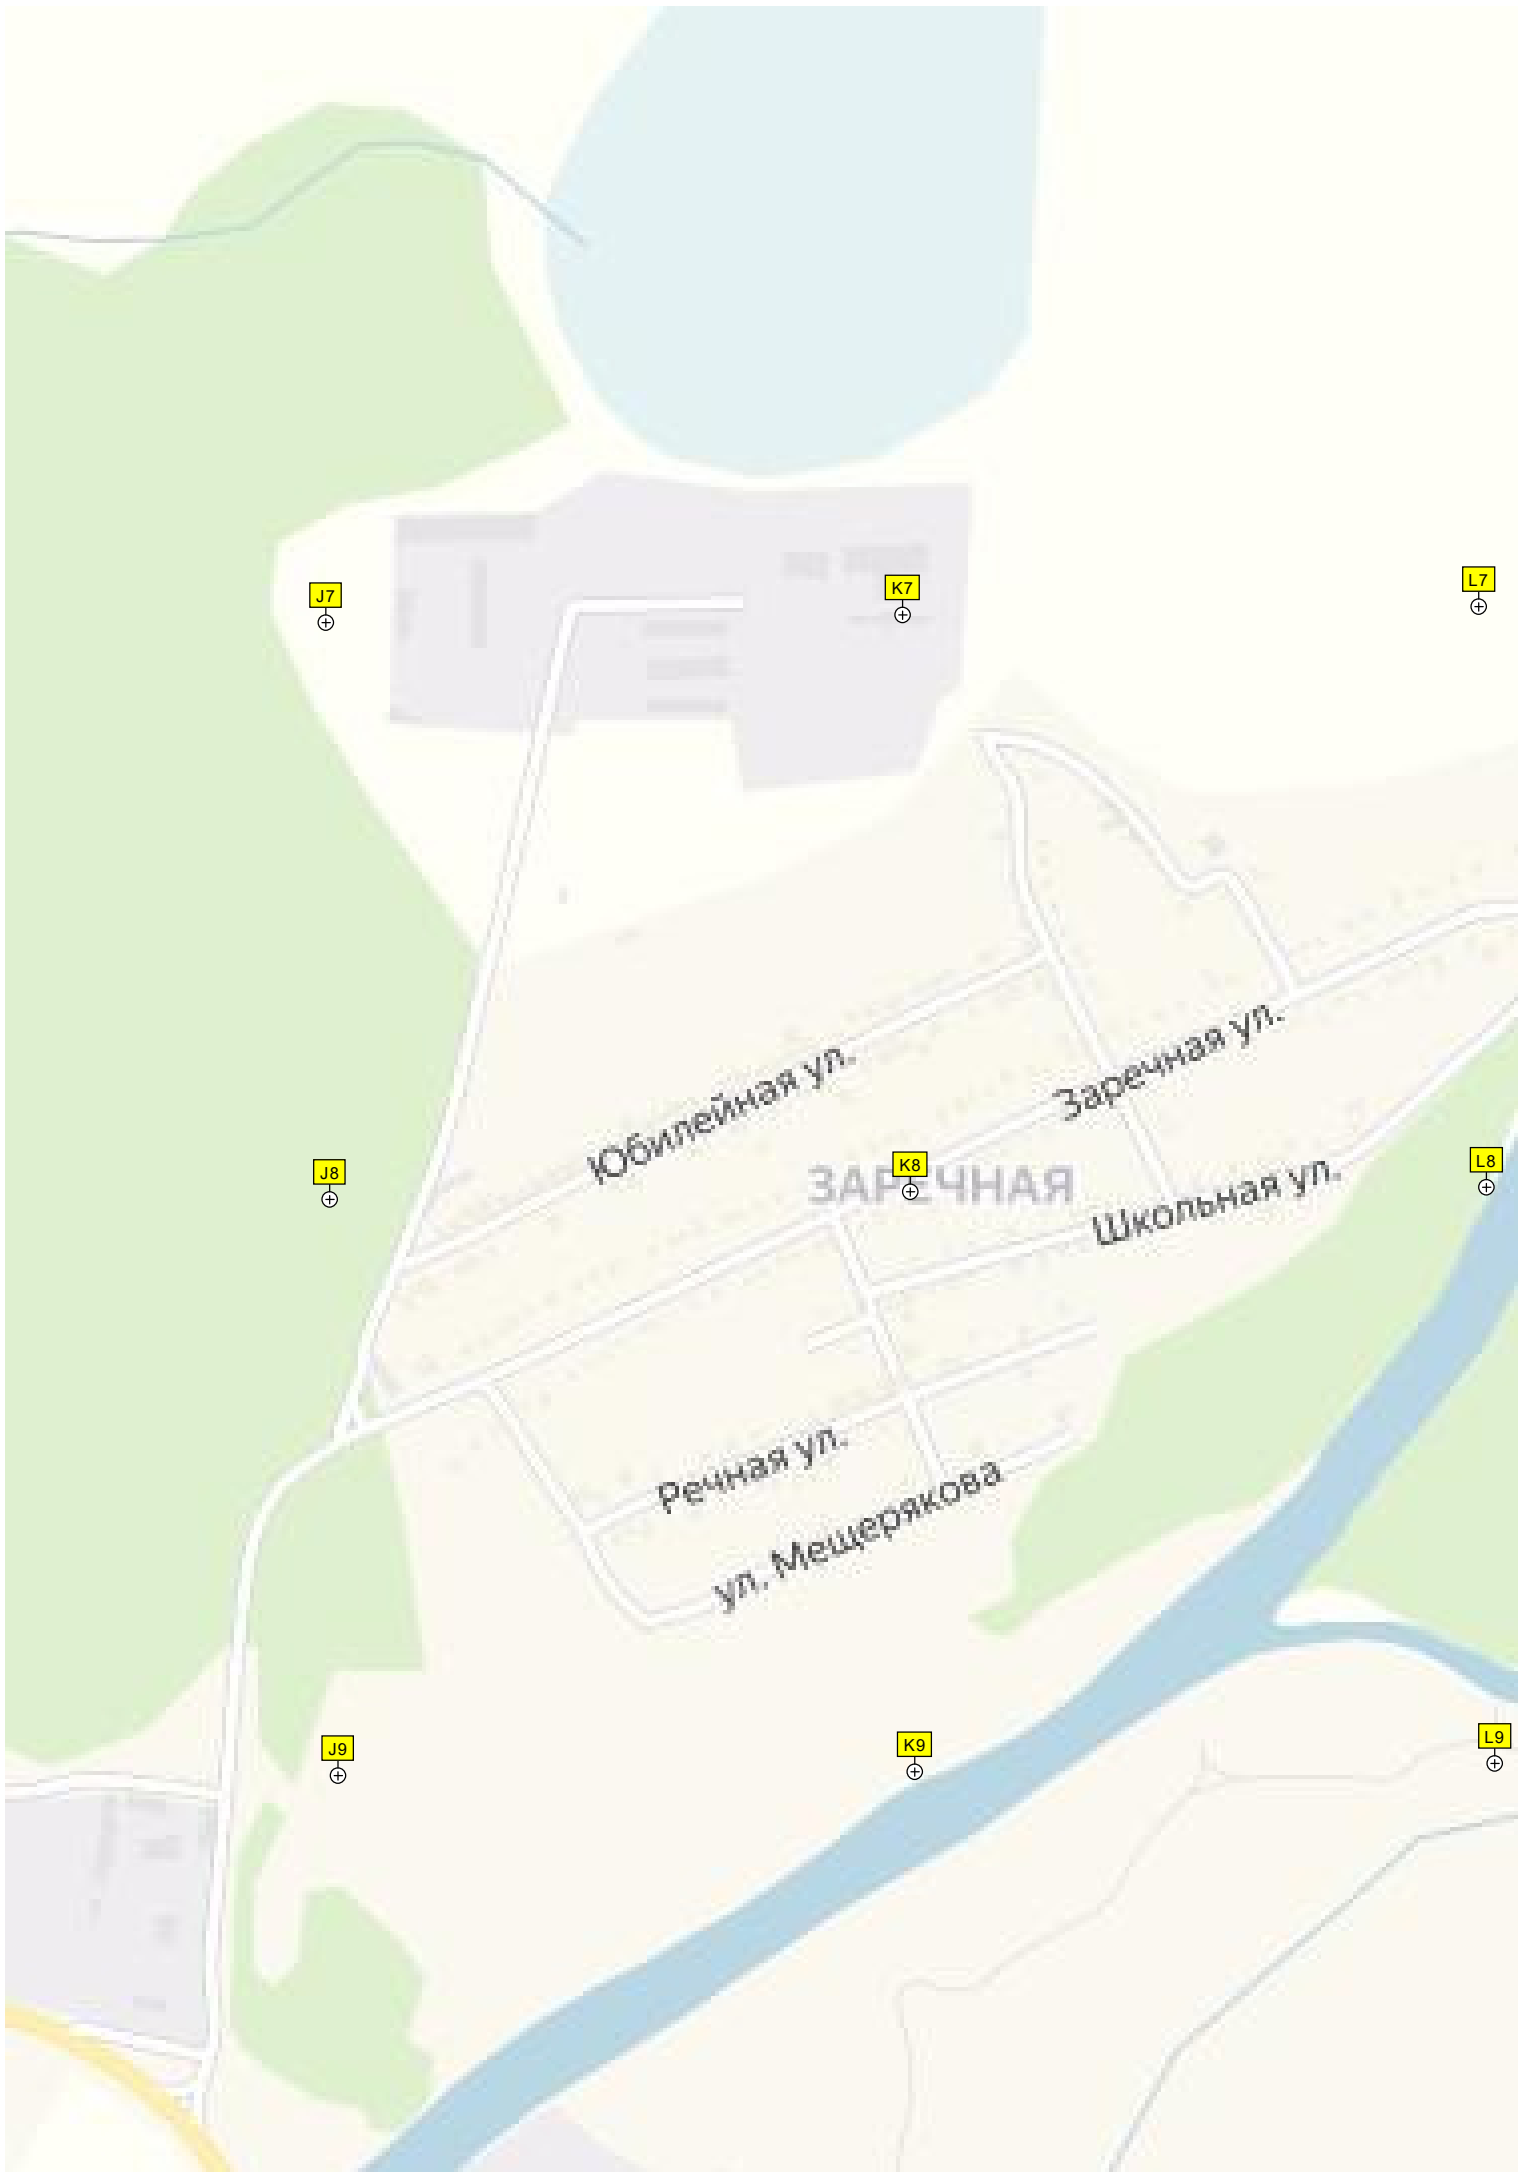 J7
K7
L7
Юбилейная ул.
Заречная ул.
J8
K8
L8
ЗАРЕЧНАЯ
Школьная ул.
Речная ул.
ул. Мещерякова
J9
K9
L9